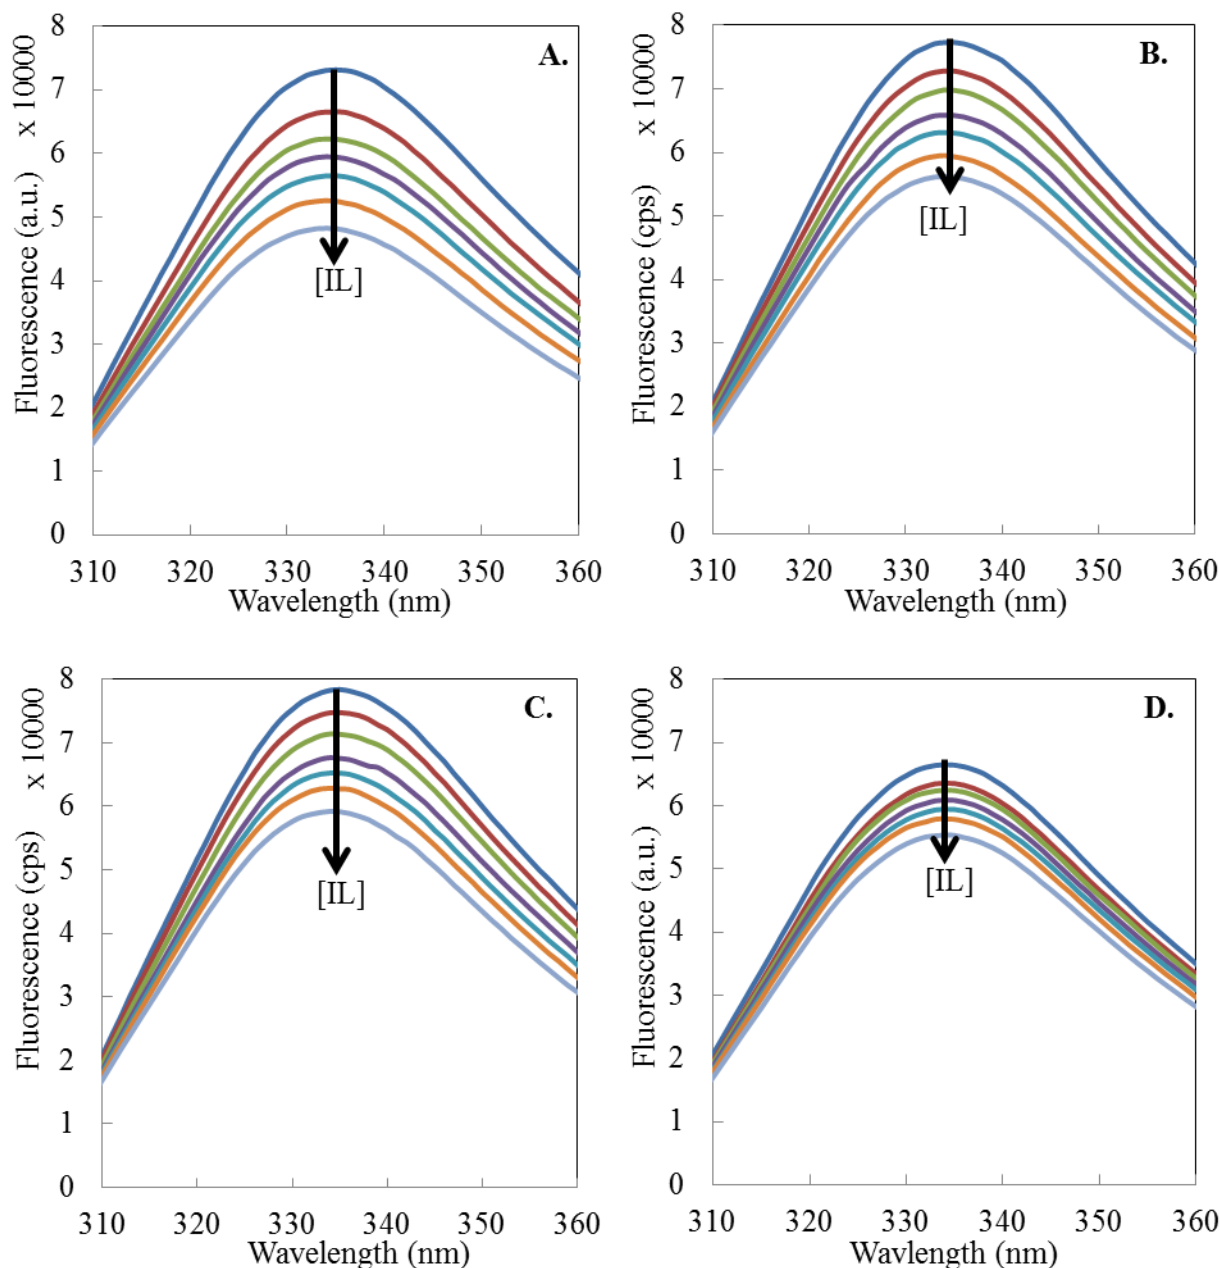 A.
x 10000
Fluorescence (a.u.)
8
7
6
5
4
3
2
1
0
[IL]
310 320 330 340 350 360
Wavelength (nm)
B.
x 10000
Fluorescence (cps)
8
7
6
5
4
3
2
1
0
[IL]
310 320 330 340 350 360
Wavelength (nm)
C.
x 10000
Fluorescence (cps)
8
7
6
5
4
3
2
1
0
[IL]
310 320 330 340 350 360
Wavelength (nm)
D.
x 10000
Fluorescence (a.u.)
8
7
6
5
4
3
2
1
0
[IL]
310 320 330 340 350 360
Wavelength (nm)